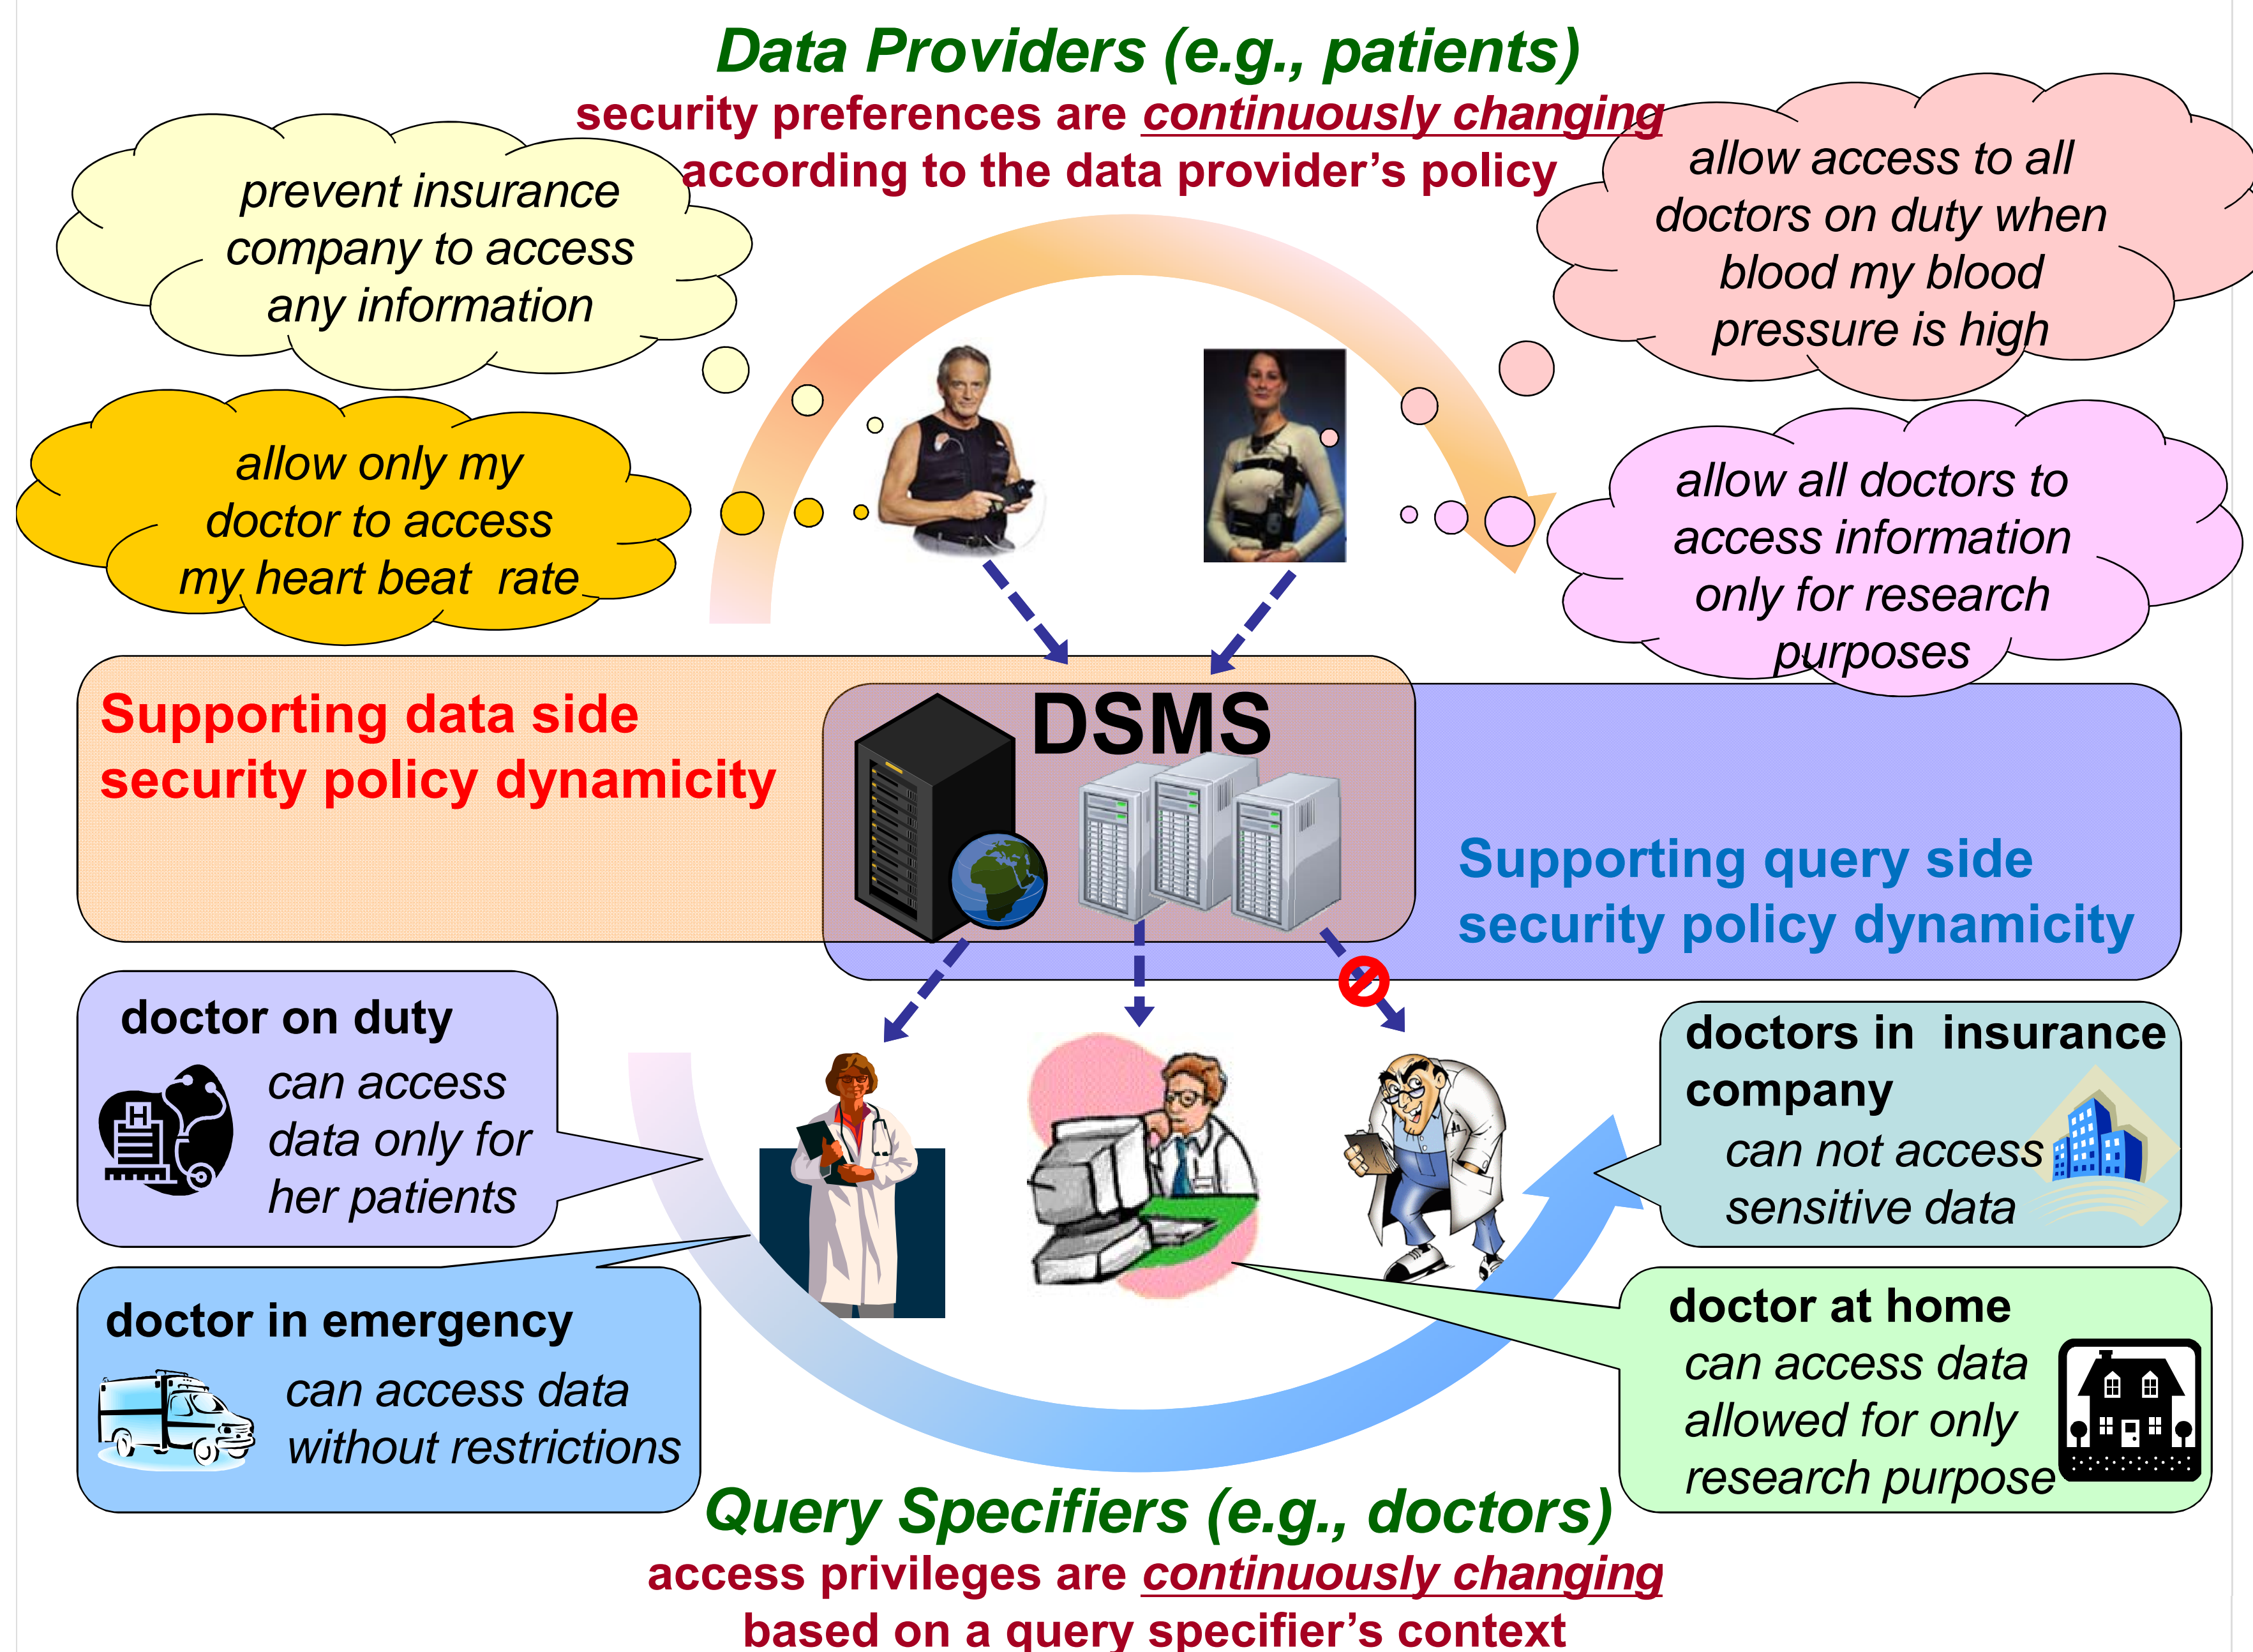 Data Providers (e.g., patients)
security preferences are continuously changing
according to the data provider's policy
prevent insurance
company to access
any information
allow access to all
doctors on duty when
blood my blood
pressure is high
allow only my
doctor to access
my heart beat rate
allow all doctors to
access information
only for research
purposes
Supporting data side
security policy dynamicity
DSMS
Supporting query side
security policy dynamicity
doctor on duty
can access
data only for
her patients
H
doctors in insurance
company
can not access
sensitive data
doctor in emergency
can access data
without restrictions
doctor at home
can access data
allowed for only
research purpose
Query Specifiers (e.g., doctors)
access privileges are continuously changing
based on a query specifier's context